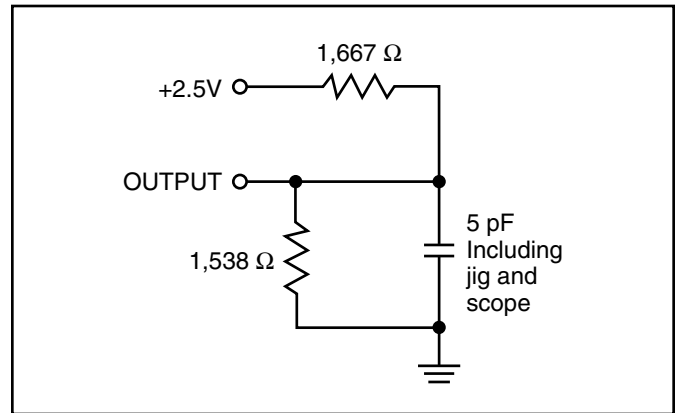 1,667 Ω
+2.5V
OUTPUT
1,538 Ω
5 pF
Including
jig and
scope